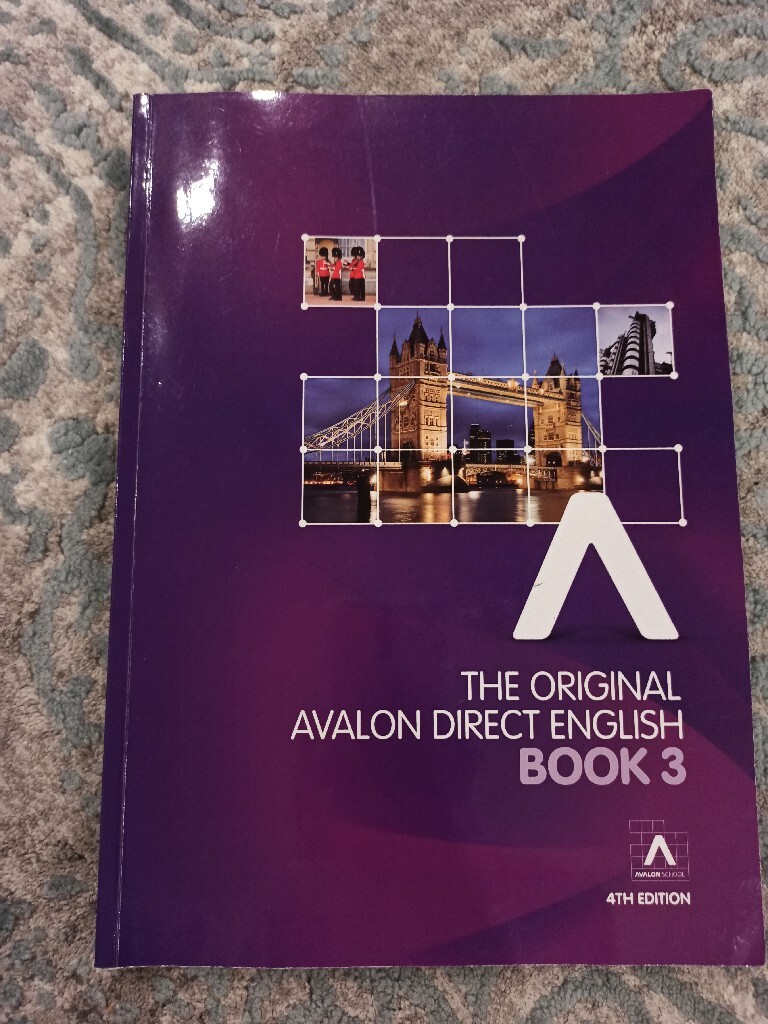 THE ORIGINAL
AVALON DIRECT ENGLISH
BOOK 3
AVALON SCHOOL
4TH EDITION